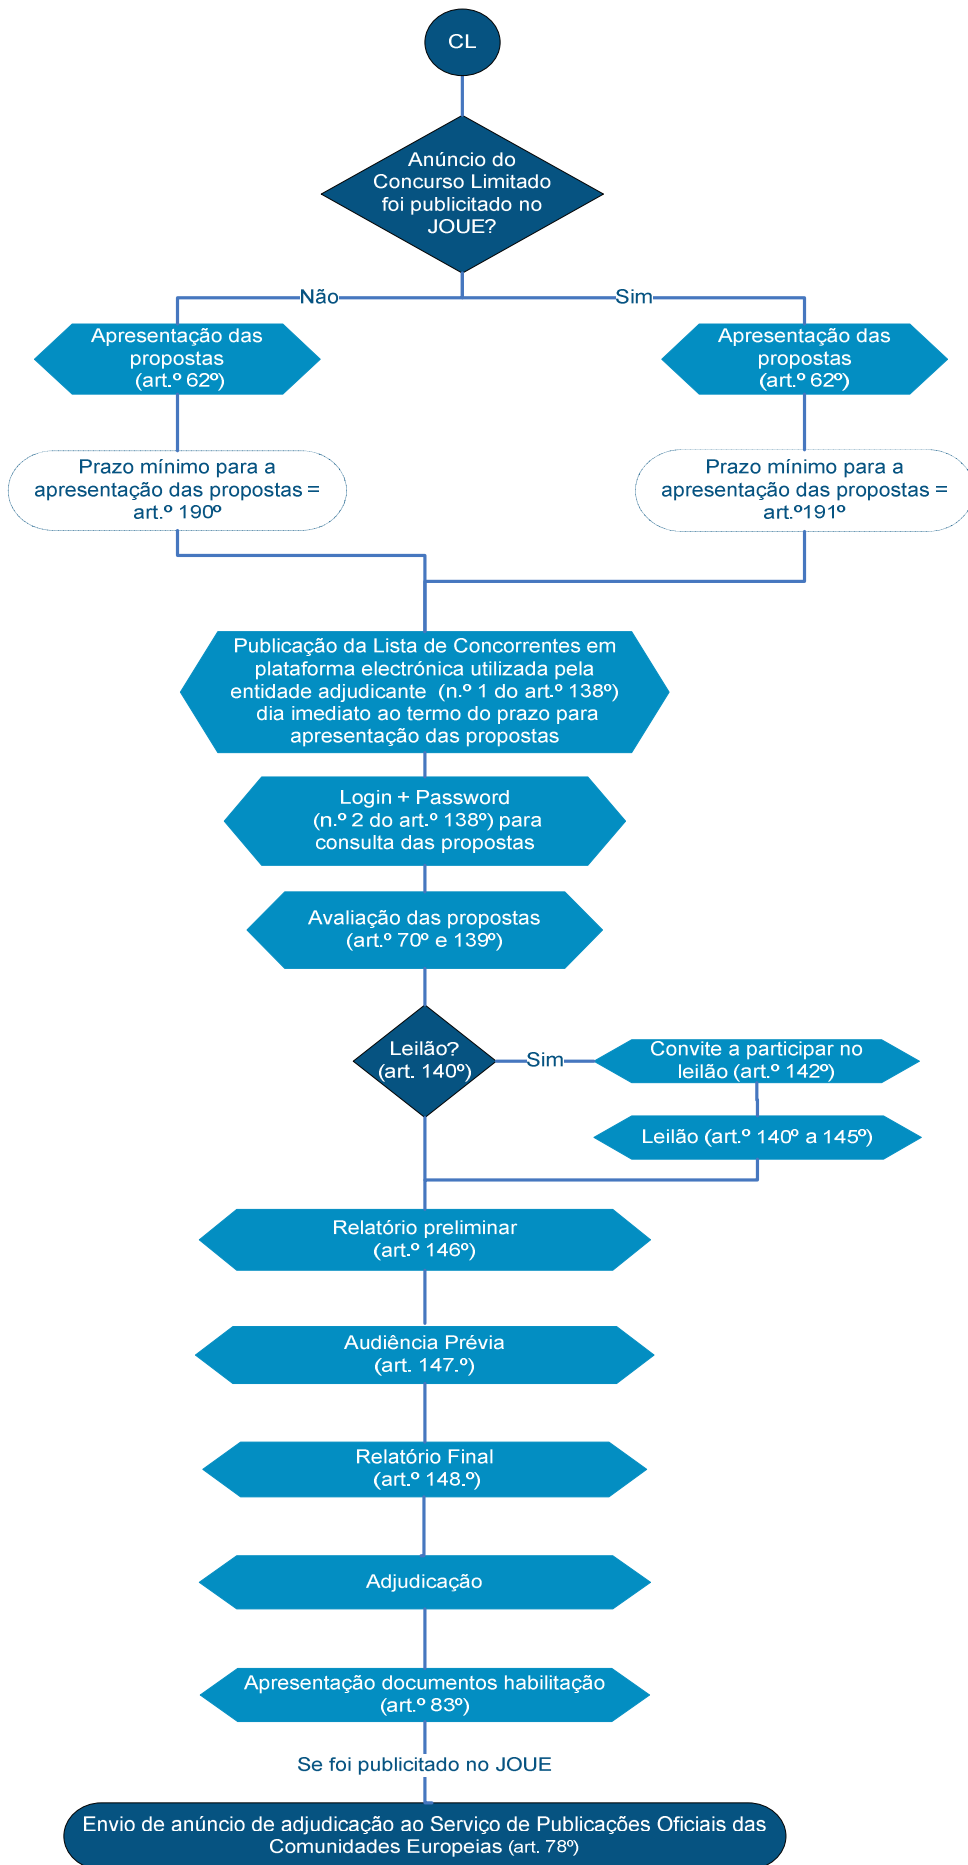 CL
Anúncio do
Concurso Limitado
foi publicitado no
JOUE?
Não
Sim
Apresentação das
propostas
(art.º 62º)
Apresentação das
propostas
(art.º 62º)
Prazo mínimo para a
apresentação das propostas =
art.º 190º
Prazo mínimo para a
apresentação das propostas =
art.º191º
Publicação da Lista de Concorrentes em
plataforma electrónica utilizada pela
entidade adjudicante (n.º 1 do art.º 138º)
dia imediato ao termo do prazo para
apresentação das propostas
Login + Password
(n.º 2 do art.º 138º) para
consulta das propostas
Avaliação das propostas
(art.º 70º e 139º)
Leilão?
(art. 140º)
Sim
Convite a participar no
leilão (art.º 142º)
Leilão (art.º 140º a 145º)
Relatório preliminar
(art.º 146º)
Audiência Prévia
(art. 147.º)
Relatório Final
(art.º 148.º)
Adjudicação
Apresentação documentos habilitação
(art.º 83º)
Se foi publicitado no JOUE
Envio de anúncio de adjudicação ao Serviço de Publicações Oficiais das
Comunidades Europeias (art. 78º)